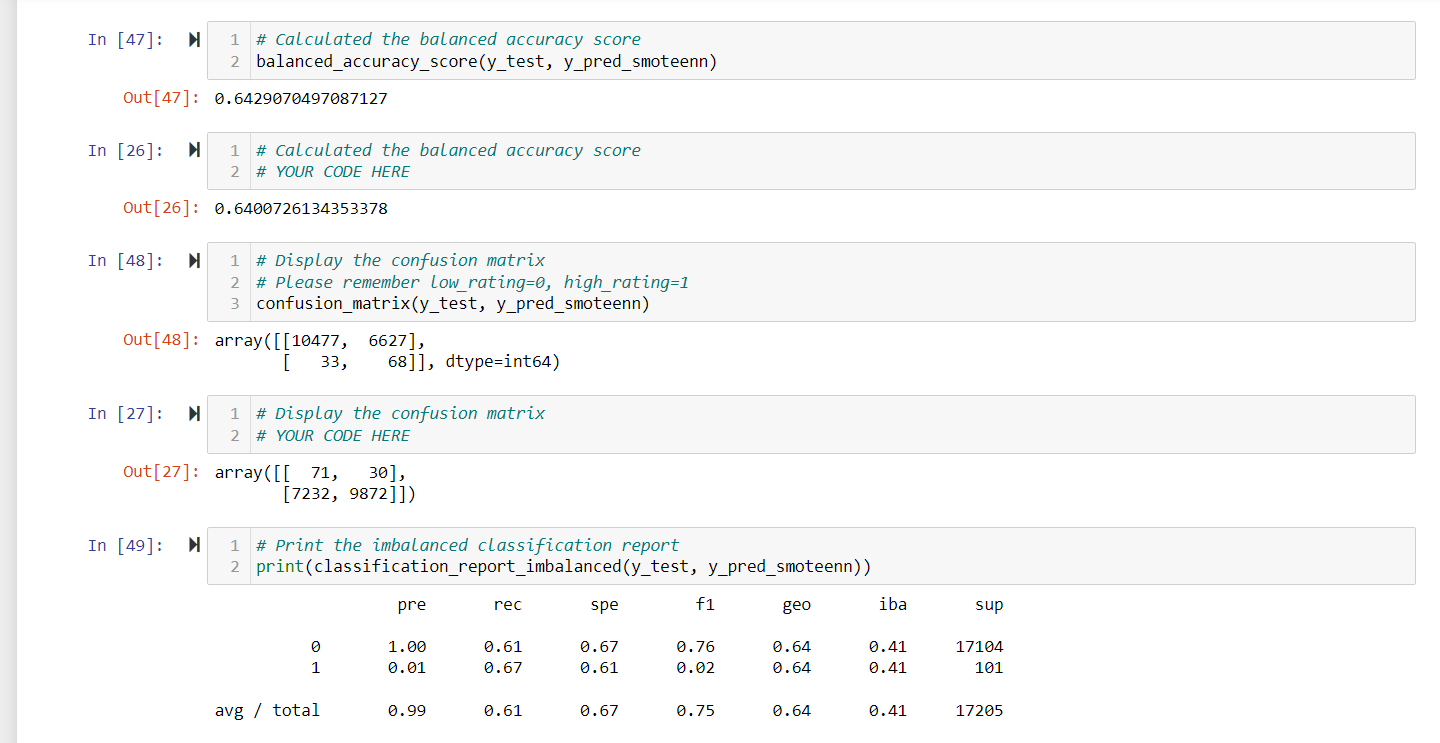 In [47]:
1 # Calculated the balanced accuracy score
2 balanced_accuracy_score(y_test, y_pred_smoteenn)
Out[47]: 0.6429070497087127
In [26]:
1 # Calculated the balanced accuracy score
2 # YOUR CODE HERE
Out[26]: 0.6400726134353378
In [48]:
1 # Display the confusion matrix
2 # Please remember low_rating=0, high_rating=1
3 confusion_matrix(y_test, y_pred_smoteenn)
Out[48]: array([[10477, 6627],
[ 33, 68]], dtype=int64)
In [27]:
1 # Display the confusion matrix
2 # YOUR CODE HERE
Out[27]: array([[ 71, 30],
[7232, 9872]])
In [49]:
1 # Print the imbalanced classification report
2 print(classification_report_imbalanced(y_test, y_pred_smoteenn))
pre rec spe f1 geo iba sup
0 1.00 0.61 0.67 0.76 0.64 0.41 17104
1 0.01 0.67 0.61 0.02 0.64 0.41 101
avg / total 0.99 0.61 0.67 0.75 0.64 0.41 17205